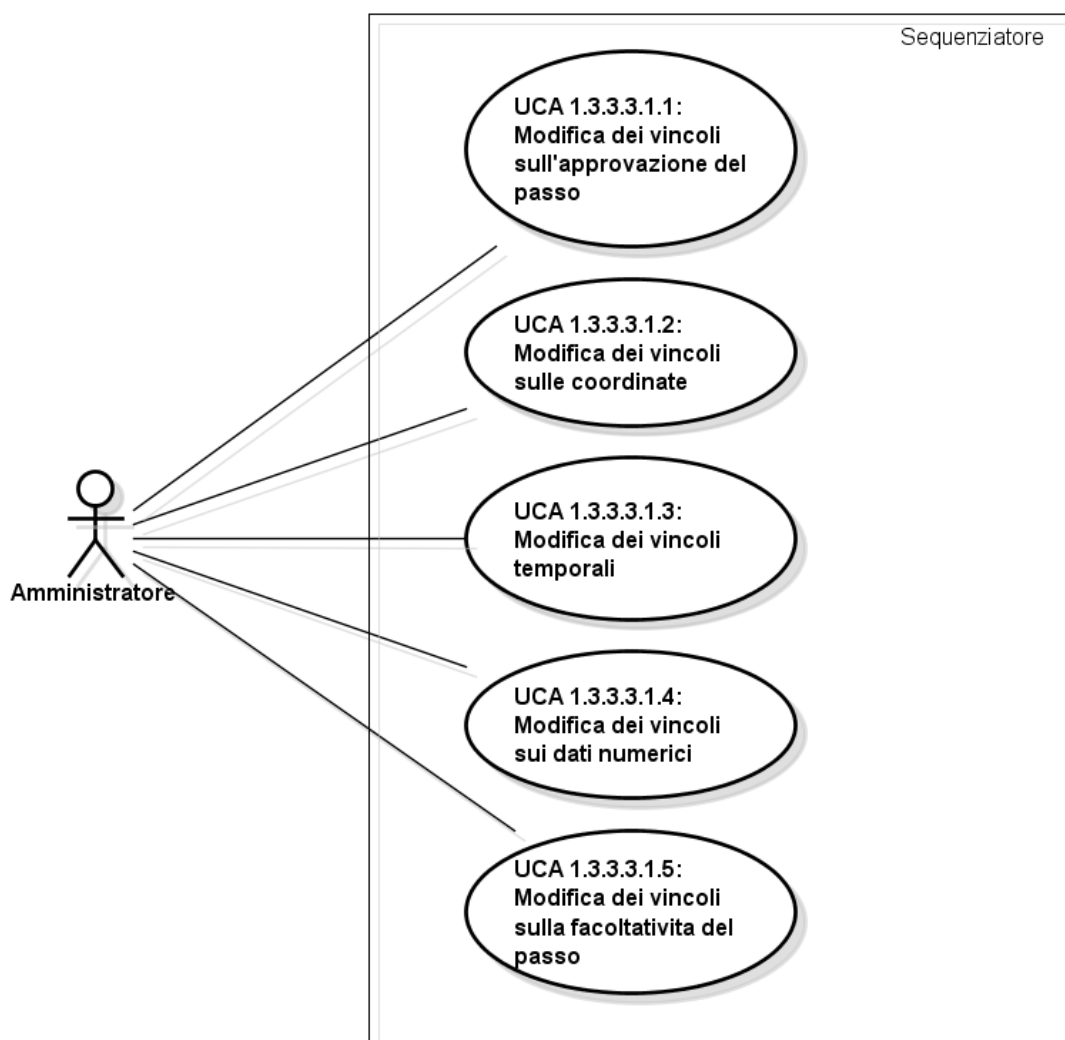 Sequenziatore
UCA 1.3.3.3.1.1:
Modifica dei vincoli
sull'approvazione del
passo
UCA 1.3.3.3.1.2:
Modifica dei vincoli
sulle coordinate
UCA 1.3.3.3.1.3:
Modifica dei vincoli
temporali
Amministratore
UCA 1.3.3.3.1.4:
Modifica dei vincoli
sui dati numerici
UCA 1.3.3.3.1.5:
Modifica dei vincoli
sulla facoltativita del
passo